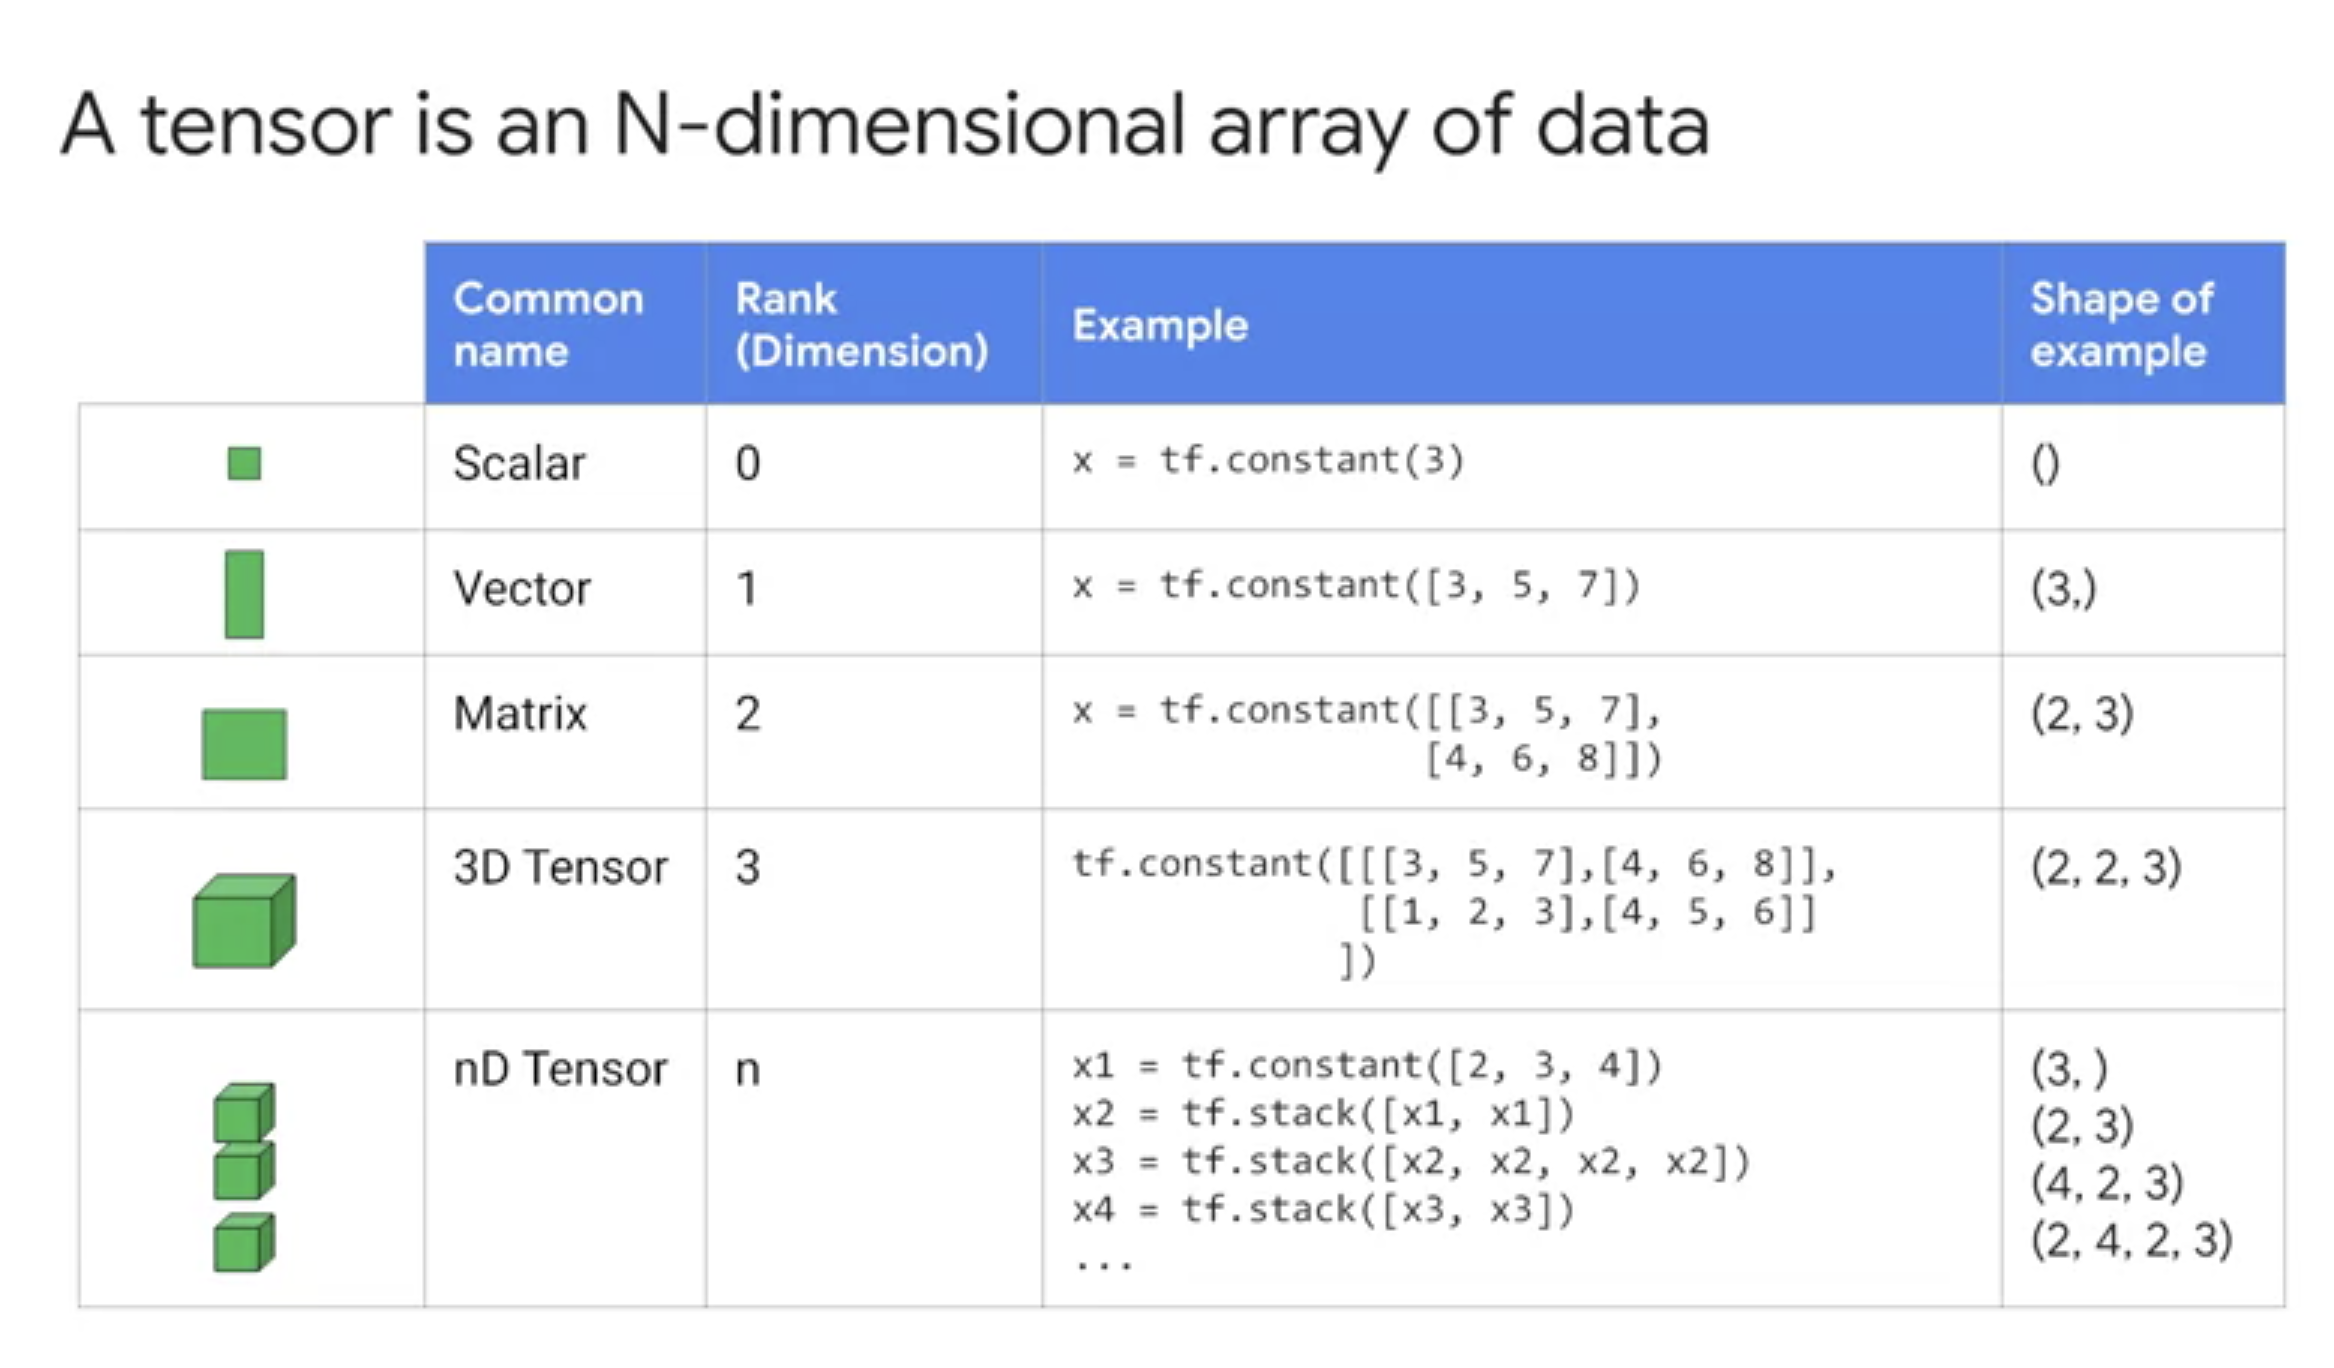 A tensor is an N-dimensional array of data
Common name
Rank (Dimension)
Example
Shape of example
Scalar
0
x = tf.constant(3)
()
Vector
1
x = tf.constant([3, 5, 7])
(3,)
Matrix
2
x = tf.constant([[3, 5, 7],
[4, 6, 8]])
(2, 3)
3D Tensor
3
tf.constant([[[3, 5, 7],[4, 6, 8]],
[[1, 2, 3],[4, 5, 6]]
])
(2, 2, 3)
nD Tensor
n
x1 = tf.constant([2, 3, 4])
x2 = tf.stack([x1, x1])
x3 = tf.stack([x2, x2, x2, x2])
x4 = tf.stack([x3, x3])
...
(3, )
(2, 3)
(4, 2, 3)
(2, 4, 2, 3)